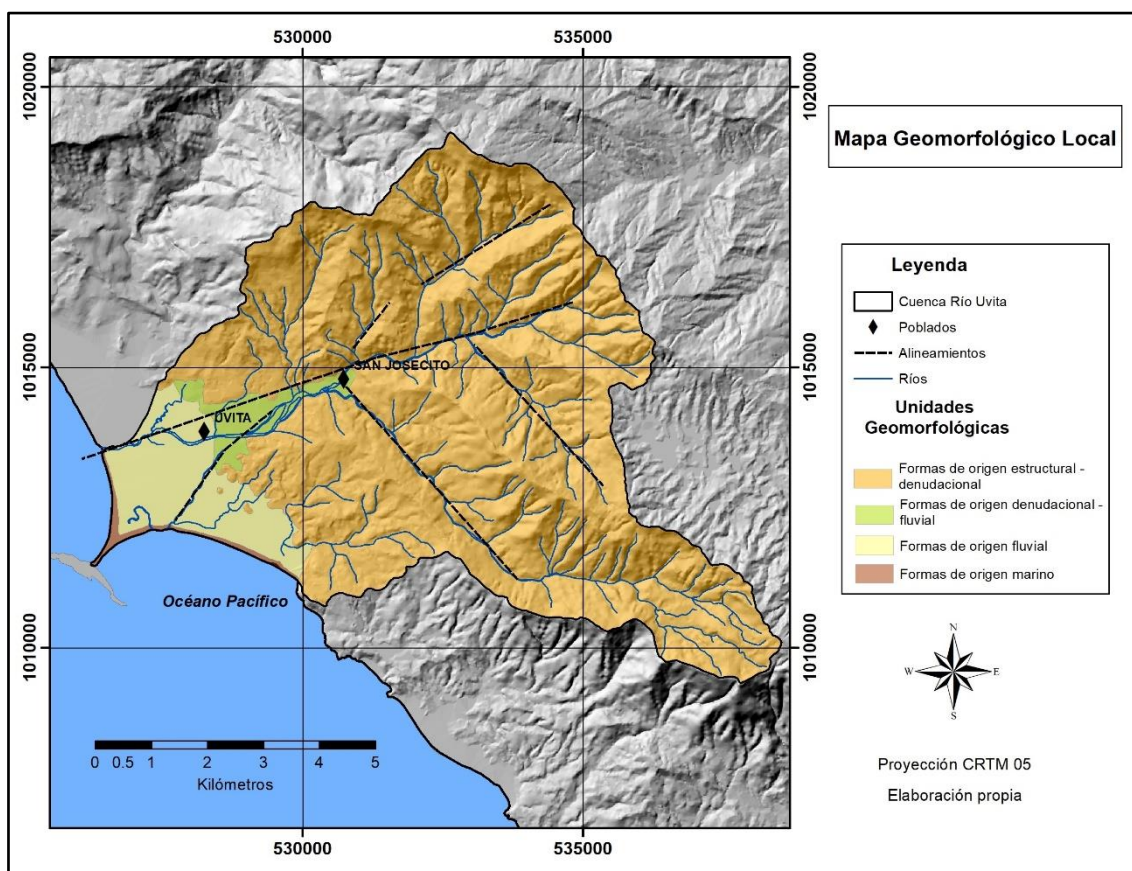 530000
535000
1020000
1020000
Mapa Geomorfológico Local
Leyenda
Cuenca Río Uvita
Poblados
Alineamientos
Ríos
Unidades
Geomorfológicas
Formas de origen estructural -
denudacional
Formas de origen denudacional -
fluvial
Formas de origen fluvial
Formas de origen marino
1015000
1015000
SAN JOSECITO
UVITA
Océano Pacífico
1010000
1010000
0 0.5 1 2 3 4 5
Kilómetros
530000
535000
N
W
E
S
Proyección CRTM 05
Elaboración propia